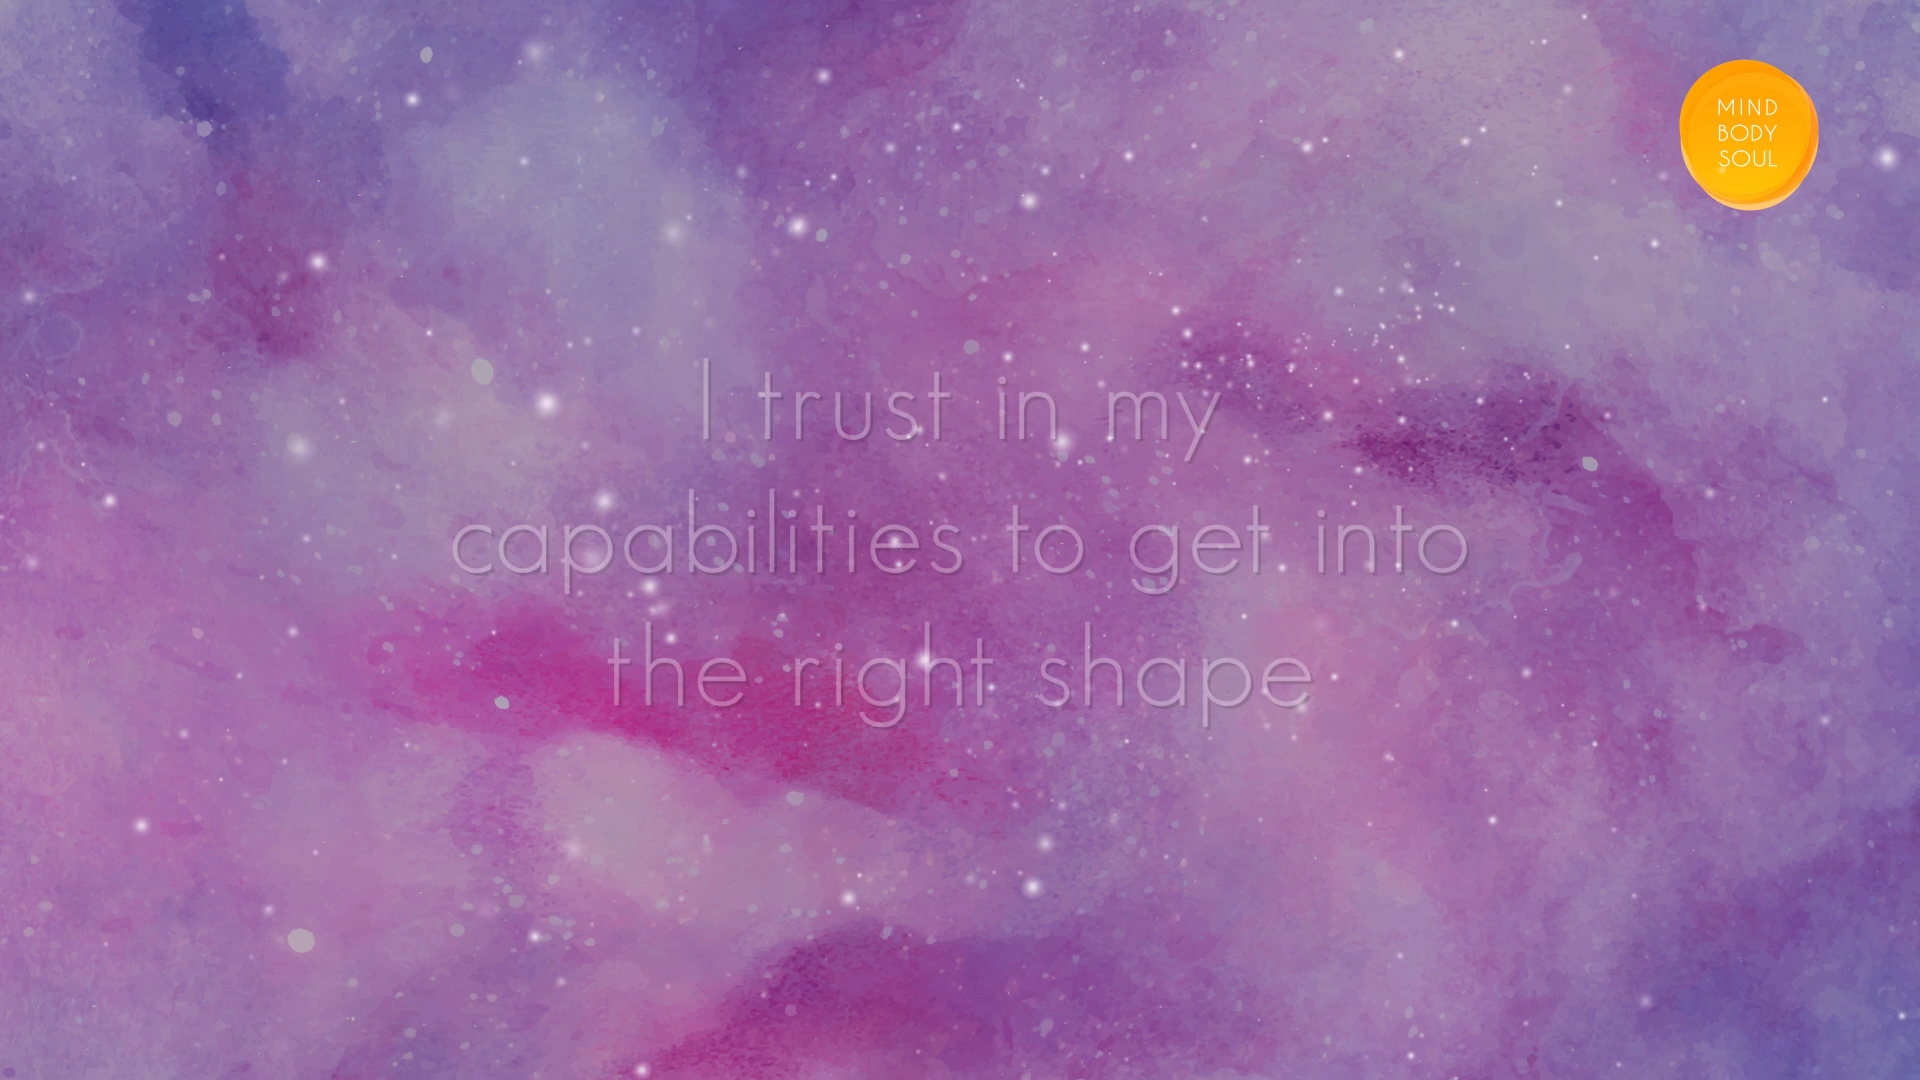 MIND
BODY
SOUL
I trust in my
capabilities to get into
the right shape